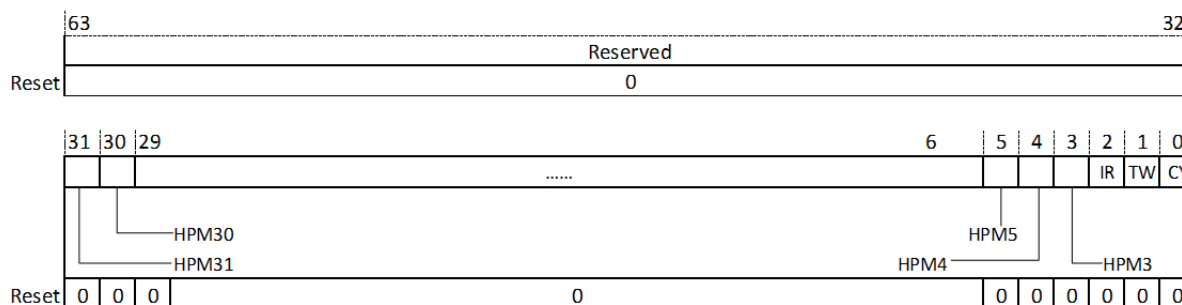 63 32
Reserved
Reset 0
31 30 29 6 5 4 3 2 1 0
...... IR TW CY
HPM30 HPM5
HPM31 HPM4 HPM3
Reset 0 0 0 0 0 0 0 0 0 0